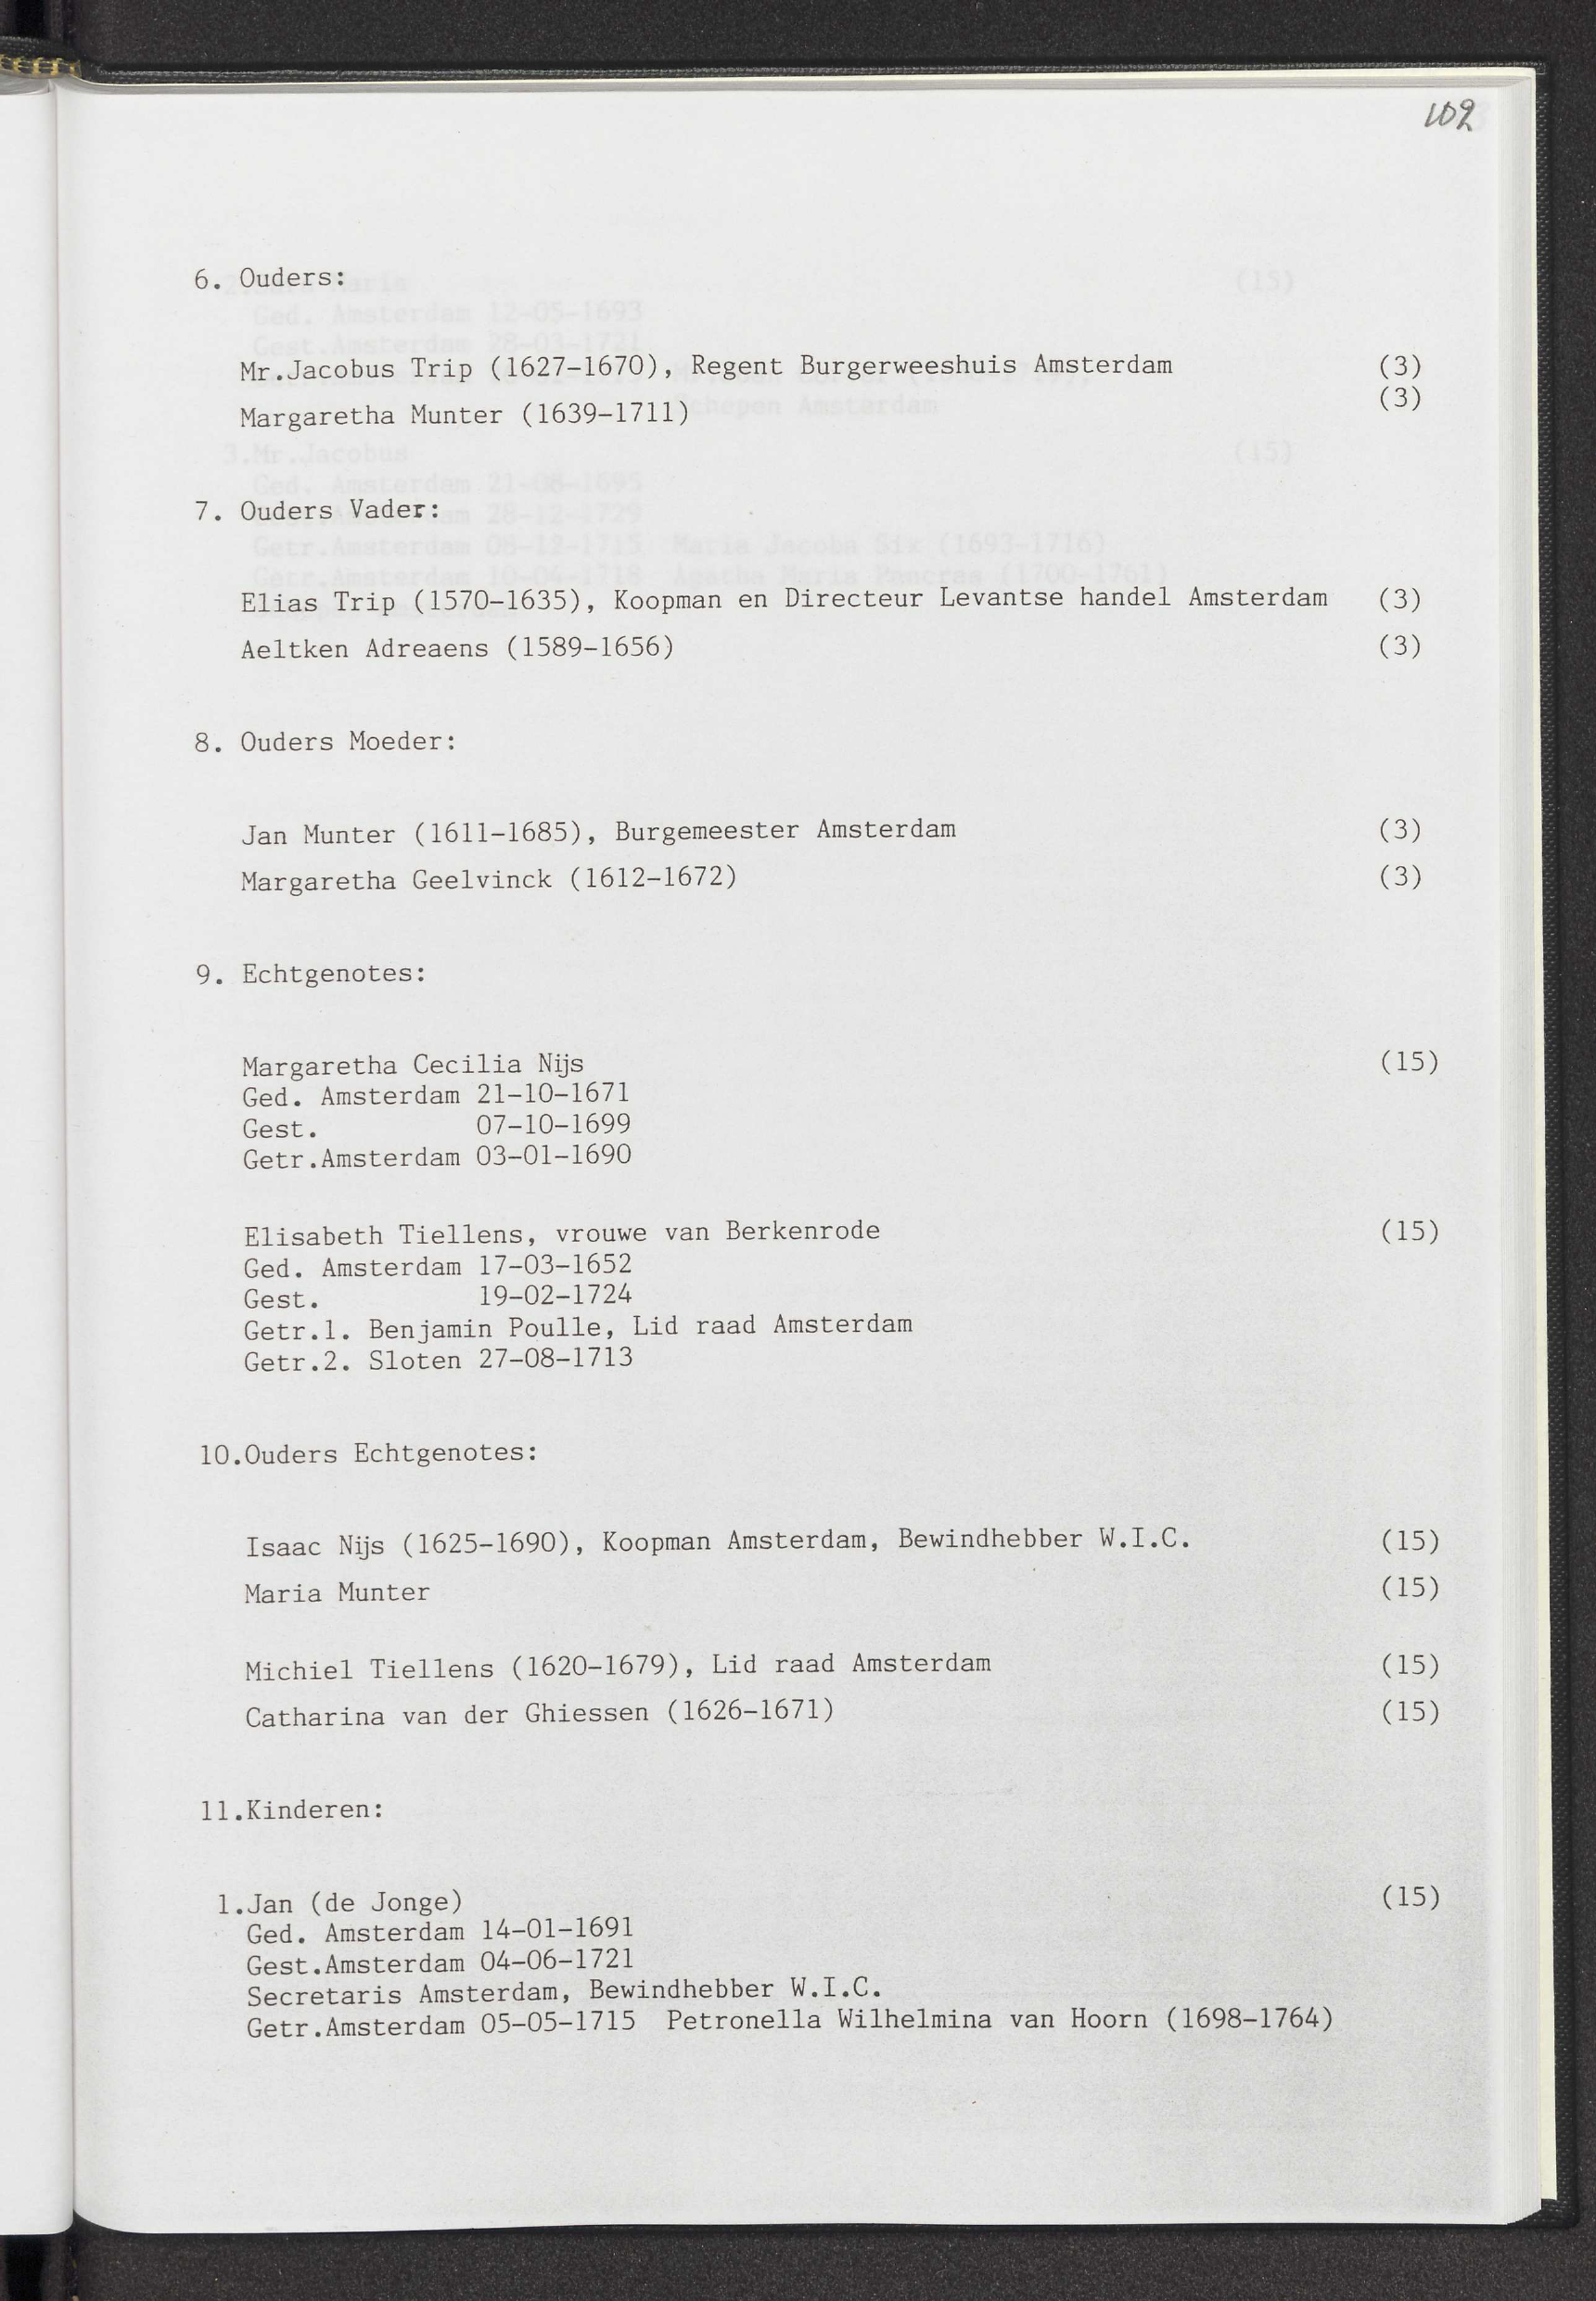 102
6. Ouders:
Mr.Jacobus Trip (1627-1670), Regent Burgerweeshuis Amsterdam (3)
Margaretha Munter (1639-1711) (3)
7. Ouders Vader:
Elias Trip (1570-1635), Koopman en Directeur Levantse handel Amsterdam (3)
Aeltken Adreaens (1589-1656) (3)
8. Ouders Moeder:
Jan Munter (1611-1685), Burgemeester Amsterdam (3)
Margaretha Geelvinck (1612-1672) (3)
9. Echtgenotes:
Margaretha Cecilia Nijs (15)
Ged. Amsterdam 21-10-1671
Gest. 07-10-1699
Getr.Amsterdam 03-01-1690
Elisabeth Tiellens, vrouwe van Berkenrode (15)
Ged. Amsterdam 17-03-1652
Gest. 19-02-1724
Getr.1. Benjamin Poulle, Lid raad Amsterdam
Getr.2. Sloten 27-08-1713
10.Ouders Echtgenotes:
Isaac Nijs (1625-1690), Koopman Amsterdam, Bewindhebber W.I.C. (15)
Maria Munter (15)
Michiel Tiellens (1620-1679), Lid raad Amsterdam (15)
Catharina van der Ghiessen (1626-1671) (15)
11.Kinderen:
1.Jan (de Jonge) (15)
Ged. Amsterdam 14-01-1691
Gest.Amsterdam 04-06-1721
Secretaris Amsterdam, Bewindhebber W.I.C.
Getr.Amsterdam 05-05-1715 Petronella Wilhelmina van Hoorn (1698-1764)